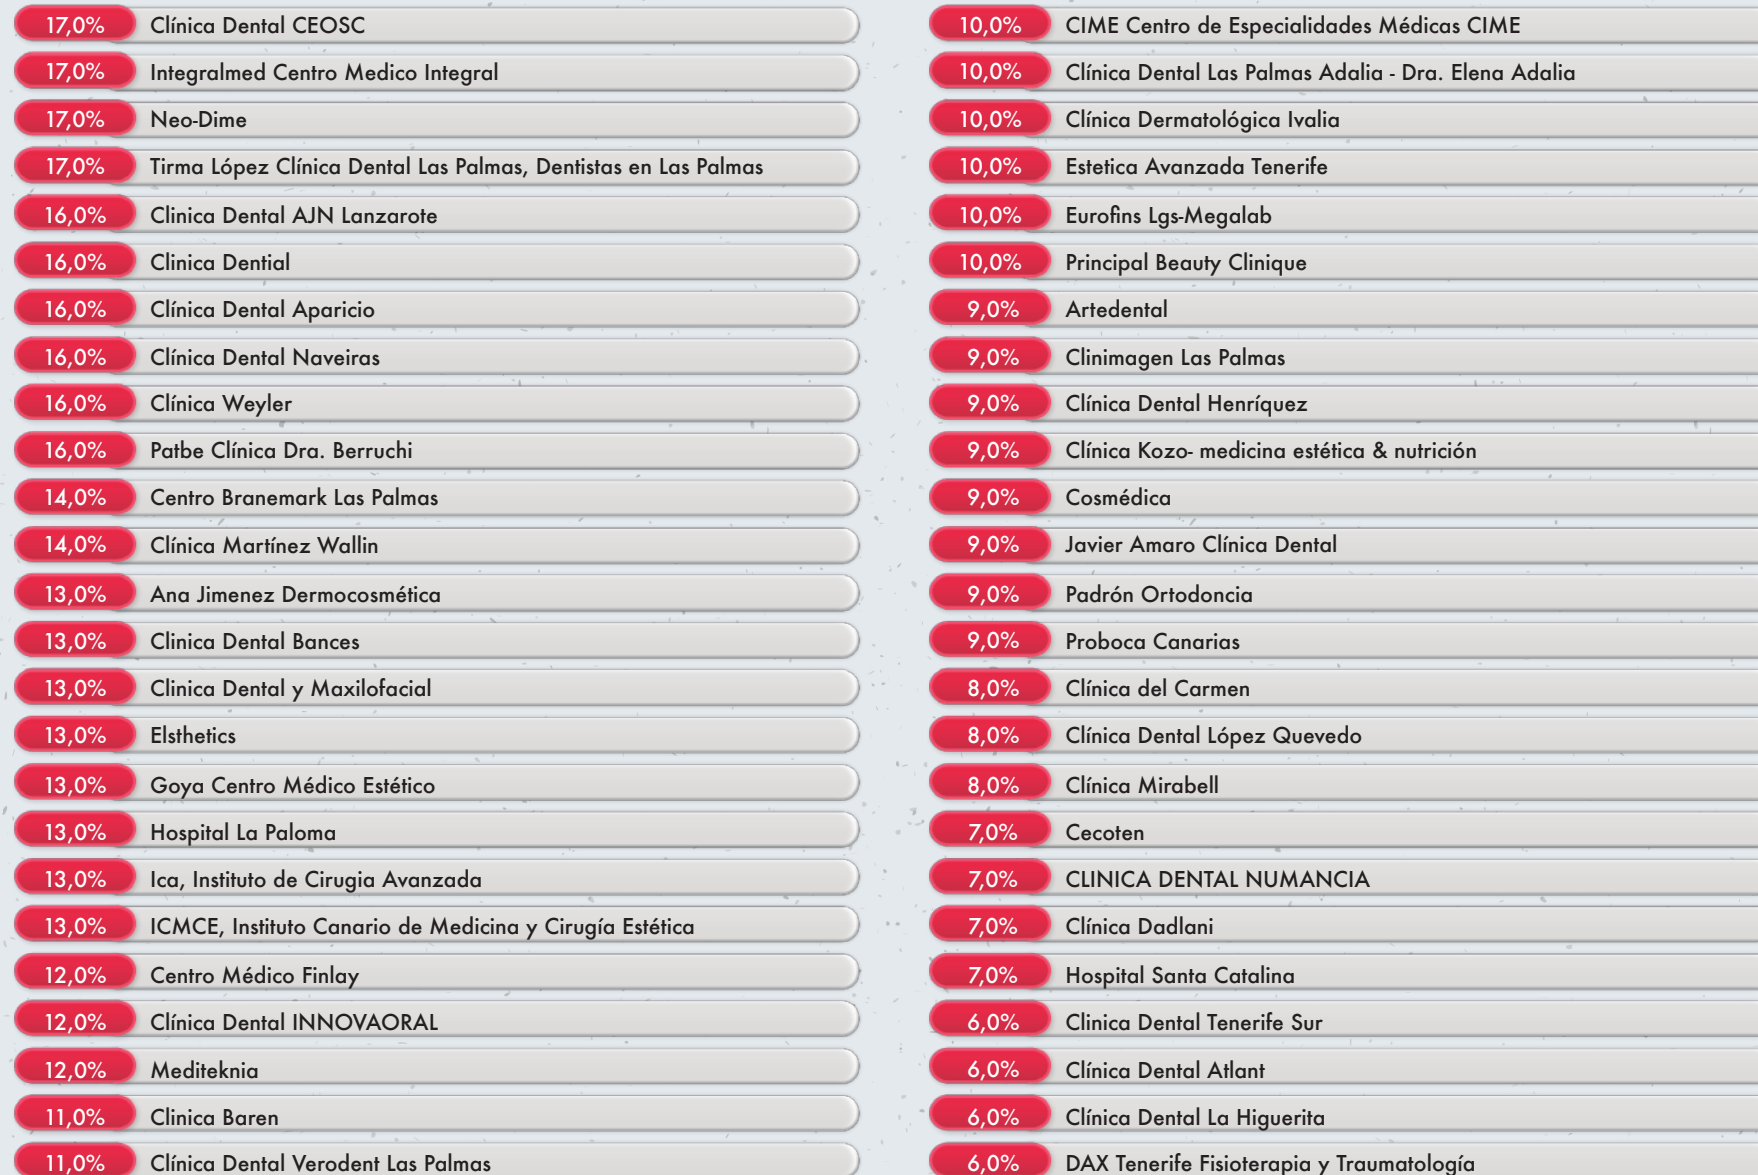 17,0% Clínica Dental CEOSC
17,0% Integralmed Centro Medico Integral
17,0% Neo-Dime
17,0% Tirma López Clínica Dental Las Palmas, Dentistas en Las Palmas
16,0% Clinica Dental AJN Lanzarote
16,0% Clinica Dential
16,0% Clínica Dental Aparicio
16,0% Clínica Dental Naveiras
16,0% Clínica Weyler
16,0% Patbe Clínica Dra. Berruchi
14,0% Centro Branemark Las Palmas
14,0% Clínica Martínez Wallin
13,0% Ana Jimenez Dermocosmética
13,0% Clinica Dental Bances
13,0% Clinica Dental y Maxilofacial
13,0% Elsthetics
13,0% Goya Centro Médico Estético
13,0% Hospital La Paloma
13,0% Ica, Instituto de Cirugia Avanzada
13,0% ICMCE, Instituto Canario de Medicina y Cirugía Estética
12,0% Centro Médico Finlay
12,0% Clínica Dental INNOVAORAL
12,0% Mediteknia
11,0% Clinica Baren
11,0% Clínica Dental Verodent Las Palmas
10,0% CIME Centro de Especialidades Médicas CIME
10,0% Clínica Dental Las Palmas Adalia - Dra. Elena Adalia
10,0% Clínica Dermatológica Ivalia
10,0% Estetica Avanzada Tenerife
10,0% Eurofins Lgs-Megalab
10,0% Principal Beauty Clinique
9,0% Artedental
9,0% Clinimagen Las Palmas
9,0% Clínica Dental Henríquez
9,0% Clínica Kozo- medicina estética & nutrición
9,0% Cosmédica
9,0% Javier Amaro Clínica Dental
9,0% Padrón Ortodoncia
9,0% Proboca Canarias
8,0% Clínica del Carmen
8,0% Clínica Dental López Quevedo
8,0% Clínica Mirabell
7,0% Cecoten
7,0% CLINICA DENTAL NUMANCIA
7,0% Clínica Dadlani
7,0% Hospital Santa Catalina
6,0% Clinica Dental Tenerife Sur
6,0% Clínica Dental Atlant
6,0% Clínica Dental La Higuerita
6,0% DAX Tenerife Fisioterapia y Traumatología